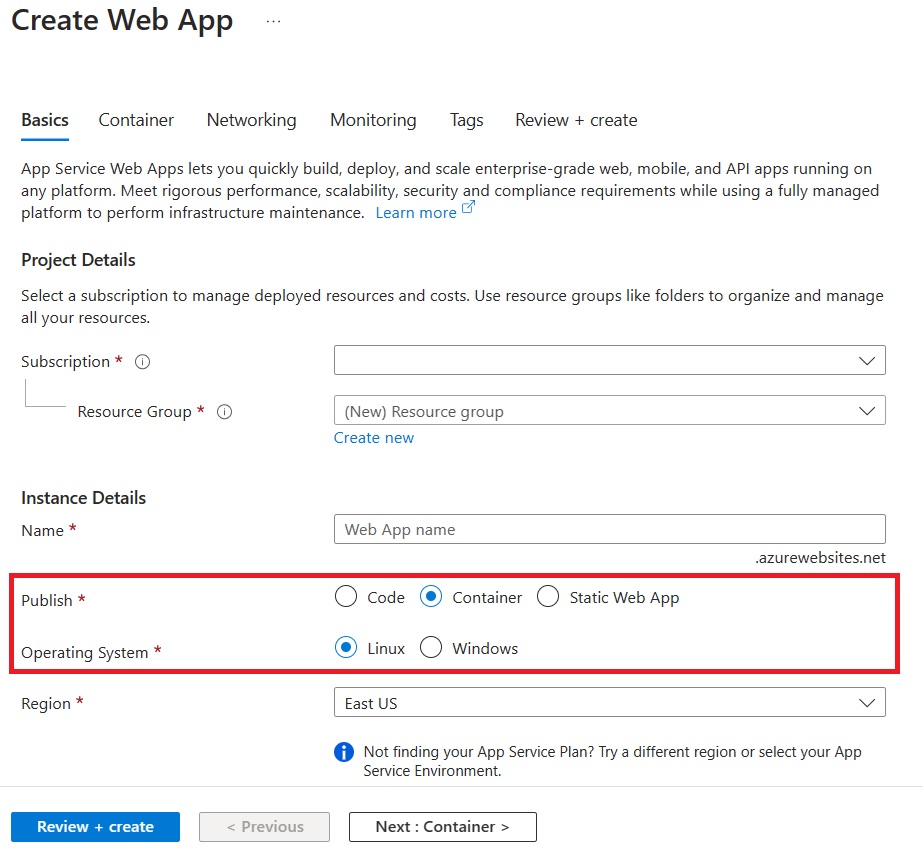 Create Web App ...
Basics Container Networking Monitoring Tags Review + create
App Service Web Apps lets you quickly build, deploy, and scale enterprise-grade web, mobile, and API apps running on
any platform. Meet rigorous performance, scalability, security and compliance requirements while using a fully managed
platform to perform infrastructure maintenance. Learn more
Project Details
Select a subscription to manage deployed resources and costs. Use resource groups like folders to organize and manage
all your resources.
Subscription *
Resource Group * (New) Resource group
Create new
Instance Details
Name * Web App name
.azurewebsites.net
Publish * Code Container Static Web App
Operating System * Linux Windows
Region * East US
Not finding your App Service Plan? Try a different region or select your App
Service Environment.
Review + create < Previous Next : Container >